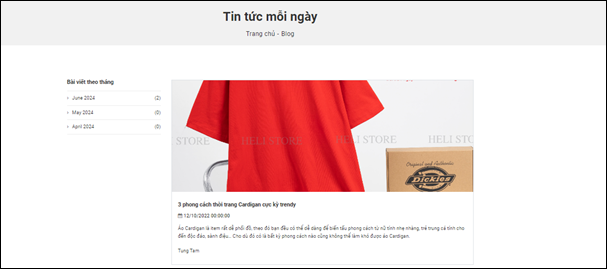 Tin tức mỗi ngày
Trang chủ - Blog
Bài viết theo tháng
June 2024 (2)
May 2024 (0)
April 2024 (0)
STORE HELI STORE HELI ST
Original and Authentic
Dickies
3 phong cách thời trang Cardigan cực kỳ trendy
12/10/2022 00:00:00
Áo Cardigan là item rất dễ phối đồ, theo đó bạn đều có thể dễ dàng để biến tấu phong cách từ nữ tính nhẹ nhàng, trẻ trung cá tính cho
đến độc đáo, sành điệu... Cho dù đó có là bất kỳ phong cách nào cũng không thể làm khó được áo Cardigan.
Tung Tam